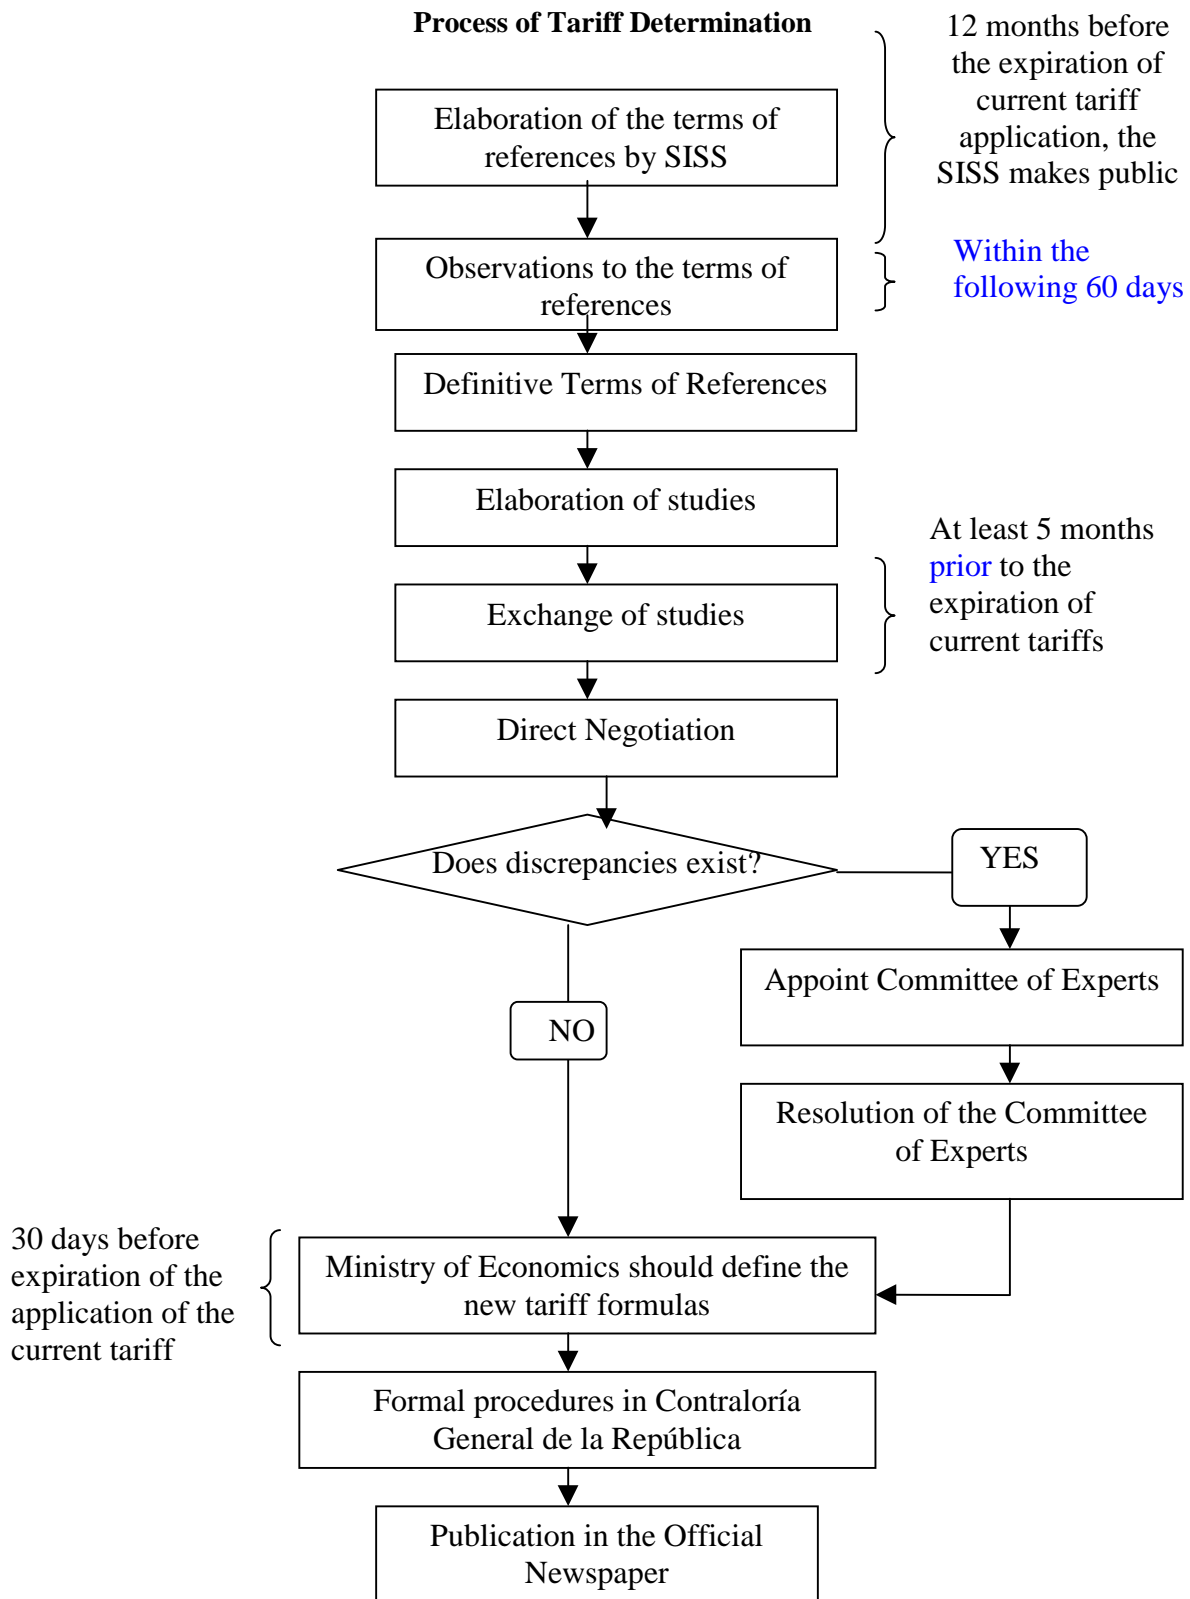 Process of Tariff Determination
12 months before
the expiration of
current tariff
application, the
SISS makes public
Elaboration of the terms of
references by SISS
Observations to the terms of
references
Within the
following 60 days
Definitive Terms of References
Elaboration of studies
Exchange of studies
At least 5 months
prior to the
expiration of
current tariffs
Direct Negotiation
Does discrepancies exist?
YES
Appoint Committee of Experts
NO
Resolution of the Committee
of Experts
30 days before
expiration of the
application of the
current tariff
Ministry of Economics should define the
new tariff formulas
Formal procedures in Contraloría
General de la República
Publication in the Official
Newspaper